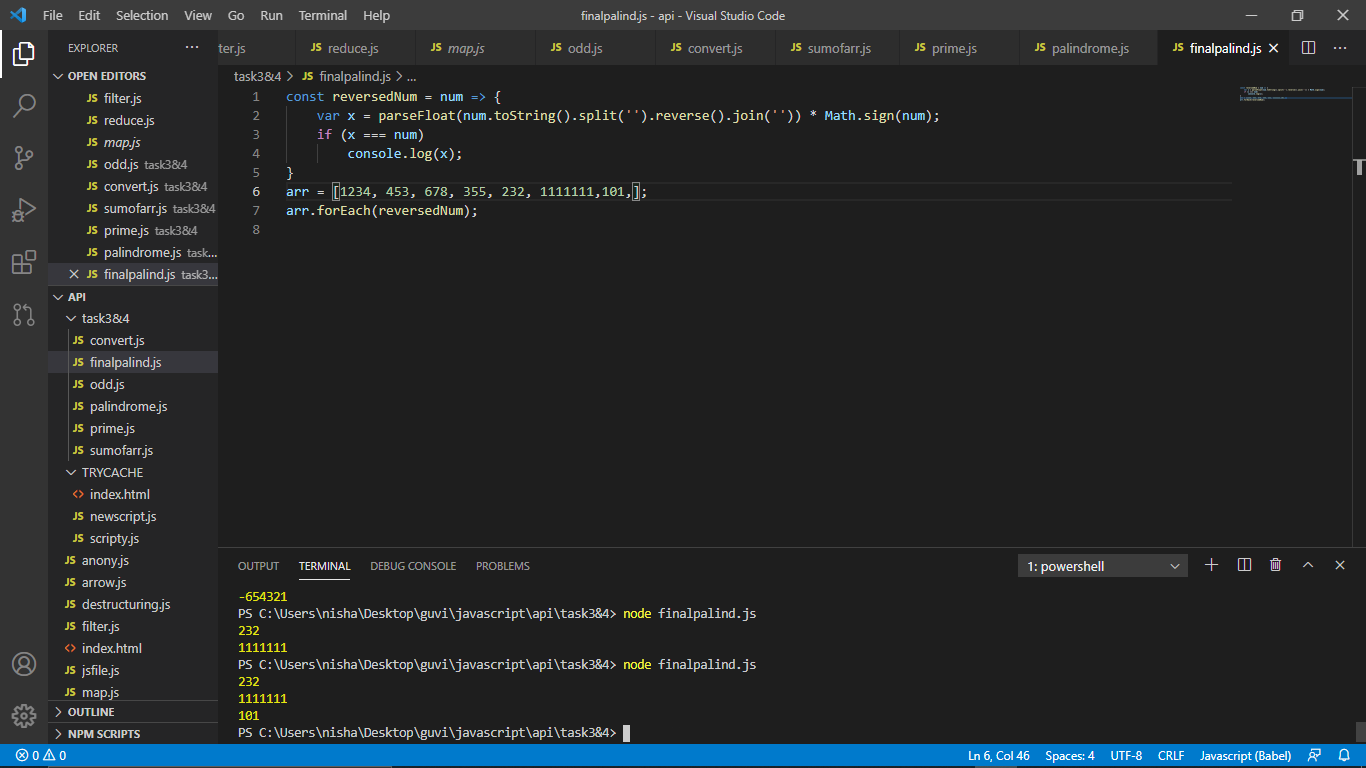 File Edit Selection View Go Run Terminal Help finalpalind.js - api - Visual Studio Code
EXPLORER
ter.js JS reduce.js JS map.js JS odd.js JS convert.js JS sumofarr.js JS prime.js JS palindrome.js JS finalpalind.js
OPEN EDITORS
JS filter.js
JS reduce.js
JS map.js
JS odd.js task3&4
JS convert.js task3&4
JS sumofarr.js task3&4
JS prime.js task3&4
JS palindrome.js task...
JS finalpalind.js task3...
API
task3&4
JS convert.js
JS finalpalind.js
JS odd.js
JS palindrome.js
JS prime.js
JS sumofarr.js
TRYCACHE
<> index.html
JS newscript.js
JS scripty.js
JS anony.js
JS arrow.js
JS destructuring.js
JS filter.js
<> index.html
JS jsfile.js
JS map.js
OUTLINE
NPM SCRIPTS
task3&4 > JS finalpalind.js > ...
1 const reversedNum = num => {
2 var x = parseFloat(num.toString().split('').reverse().join('')) * Math.sign(num);
3 if (x === num)
4 console.log(x);
5 }
6 arr = [1234, 453, 678, 355, 232, 1111111,101,];
7 arr.forEach(reversedNum);
8
OUTPUT TERMINAL DEBUG CONSOLE PROBLEMS 1: powershell
-654321
PS C:\Users\nisha\Desktop\guvi\javascript\api\task3&4> node finalpalind.js
232
1111111
PS C:\Users\nisha\Desktop\guvi\javascript\api\task3&4> node finalpalind.js
232
1111111
101
PS C:\Users\nisha\Desktop\guvi\javascript\api\task3&4>
0 0 Ln 6, Col 46 Spaces: 4 UTF-8 CRLF Javascript (Babel)